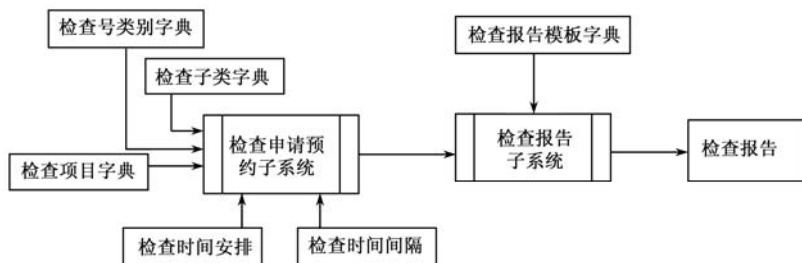 检查号类别字典
检查报告模板字典
检查子类字典
检查申请预
约子系统
检查报告
子系统
检查报告
检查项目字典
检查时间安排
检查时间间隔